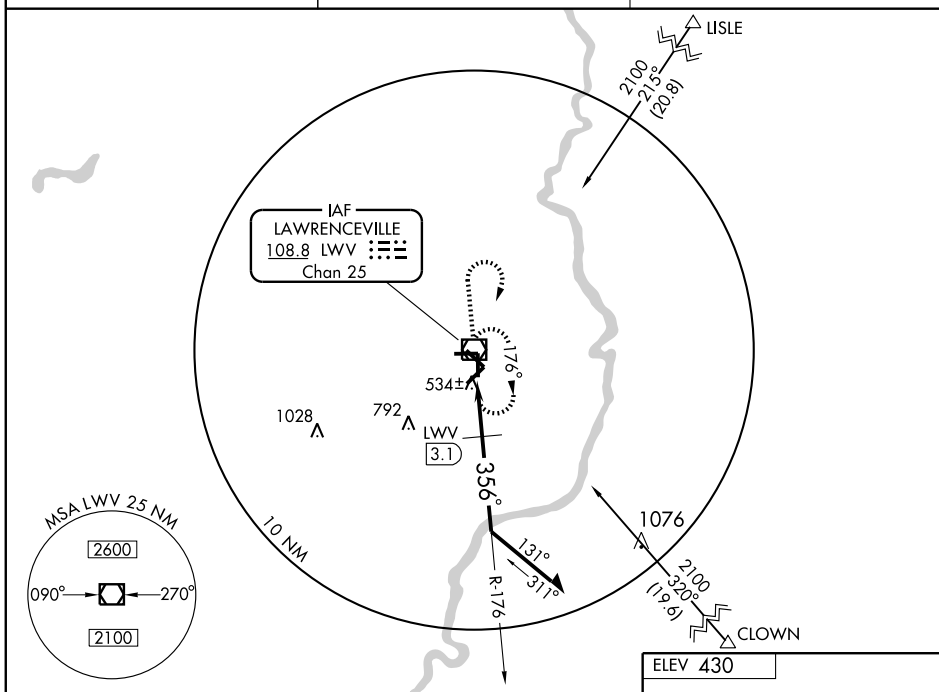 LISLE
2100
215°
(20.8)
IAF
LAWRENCEVILLE
108.8 LWV
Chan 25
176°
534±
1028
792
LWV
3.1
356°
10 NM
131°
311°
R-176
1076
2100
320°
(19.6)
CLOWN
MSA LWV 25 NM
2600
090°
270°
2100
ELEV 430